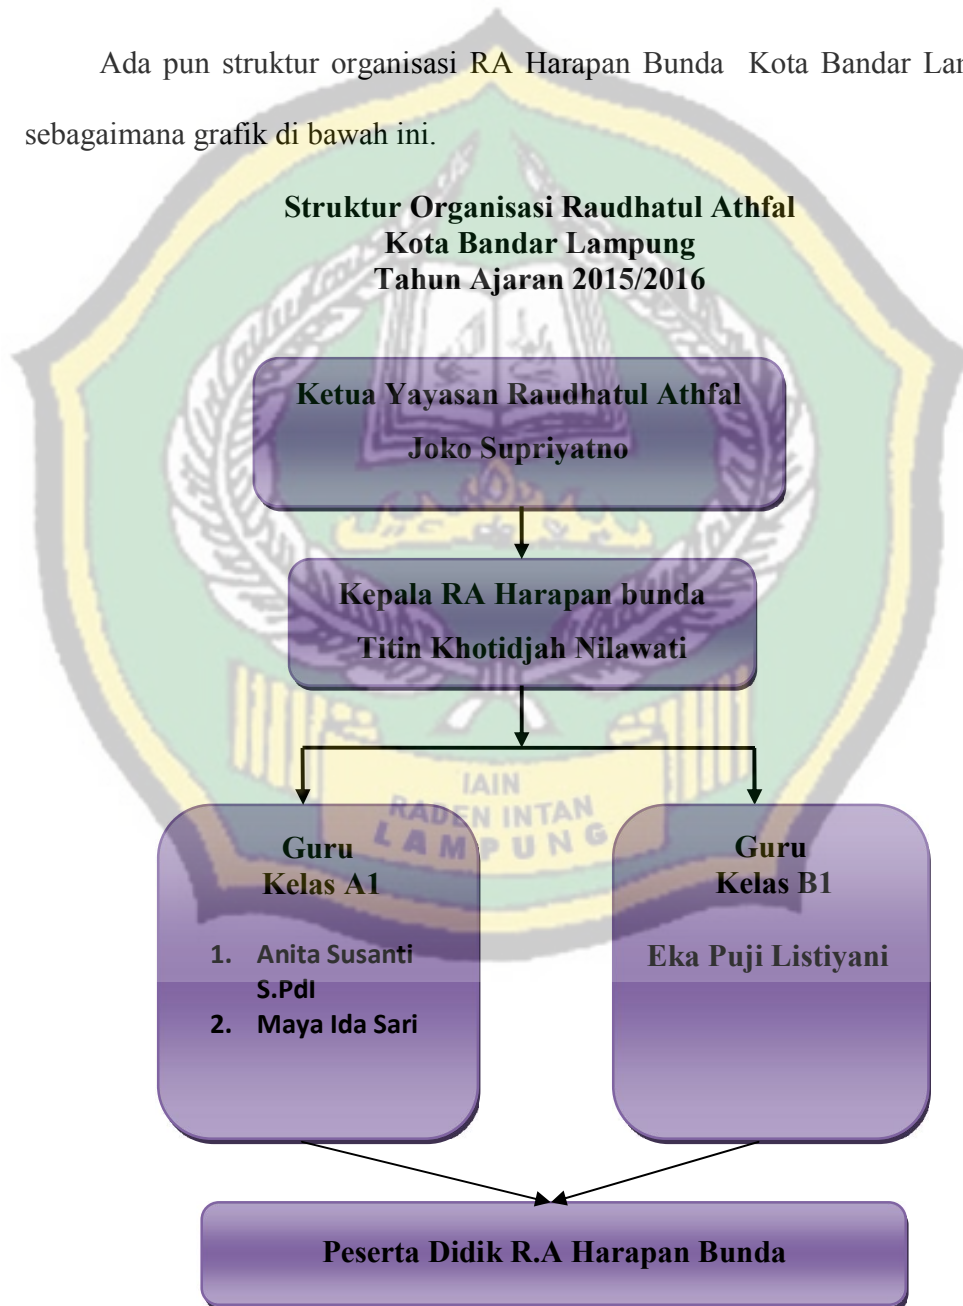 Ada pun struktur organisasi RA Harapan Bunda Kota Bandar Lam
sebagaimana grafik di bawah ini.
Struktur Organisasi Raudhatul Athfal
Kota Bandar Lampung
Tahun Ajaran 2015/2016
Ketua Yayasan Raudhatul Athfal
Joko Supriyatno
Kepala RA Harapan bunda
Titin Khotidjah Nilawati
IAIN
RADEN INTAN
LAMPUNG
Guru
Kelas A1
1. Anita Susanti
S.PdI
2. Maya Ida Sari
Guru
Kelas B1
Eka Puji Listiyani
Peserta Didik R.A Harapan Bunda